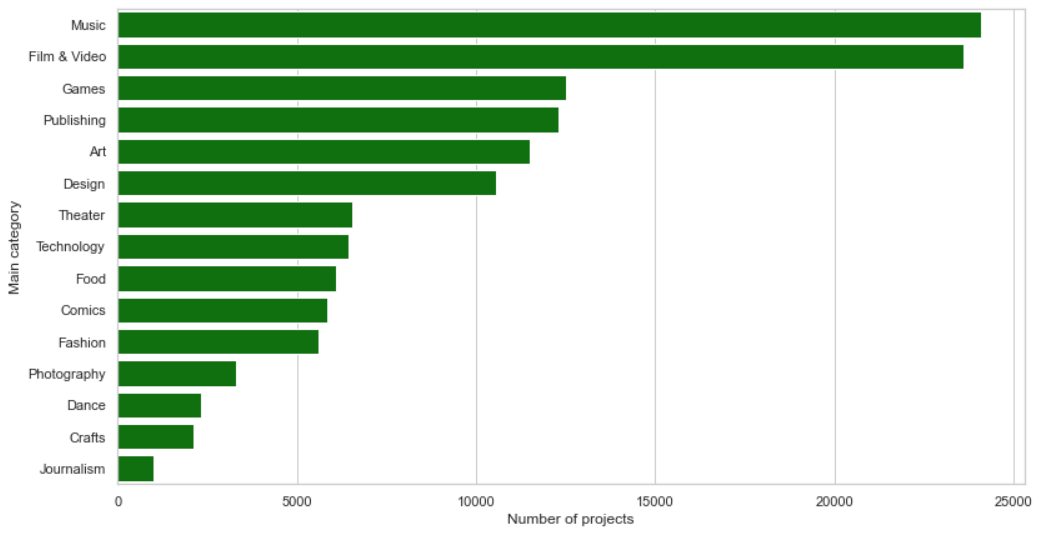 Music
Film & Video
Games
Publishing
Art
Design
Theater
Technology
Food
Comics
Fashion
Photography
Dance
Crafts
Journalism
Main category
0 5000 10000 15000 20000 25000
Number of projects